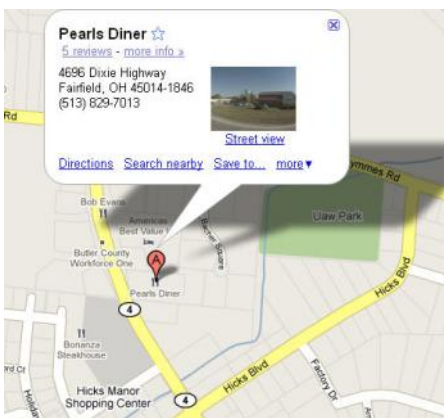 Pearls Diner
5 reviews - more info »
4696 Dixie Highway
Fairfield, OH 45014-1846
(513) 829-7013
Street view
Directions Search nearby Save to... more▼
Rd
ymmes Rd
Bob Evans
Americas
Best Value I
Uaw Park
Butler County
Workforce One
A
Pearls Diner
Hicks Blvd
4
Bonanza
Steakhouse
Hicks Manor
Shopping Center
4
Hicks Blvd
Factory Dr